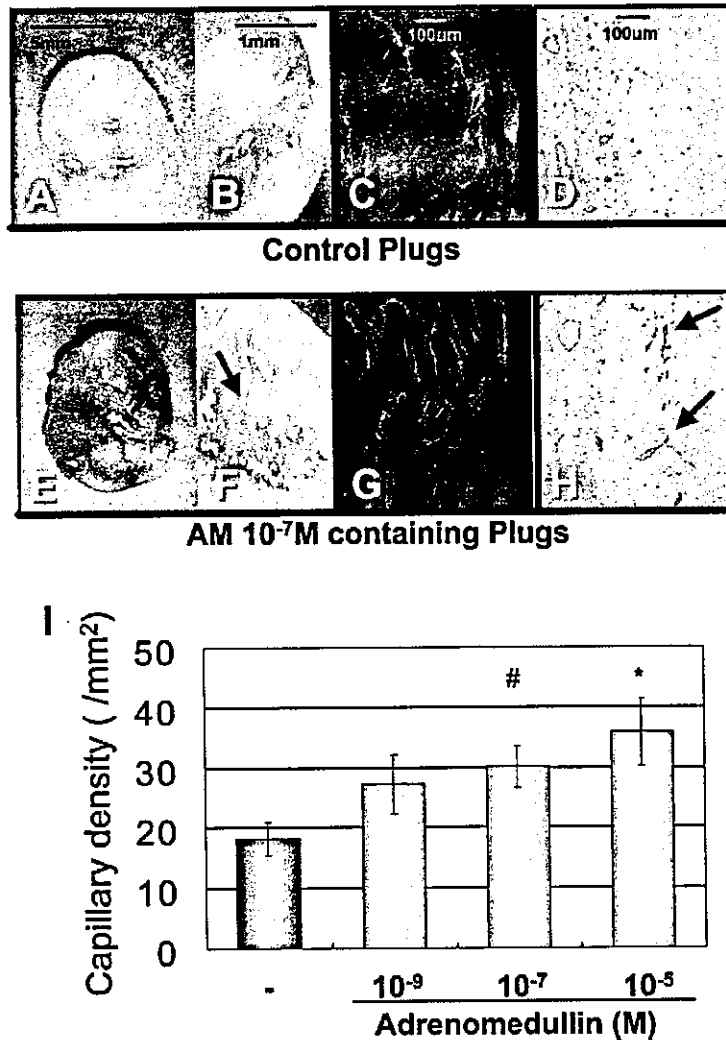 5mm 1mm 100um 100um
A B C D
Control Plugs
E F G H
AM 10⁻⁷M containing Plugs
I
Capillary density ( /mm²)
50
# *
40
30
20
10
0
- 10⁻⁹ 10⁻⁷ 10⁻⁵
Adrenomedullin (M)